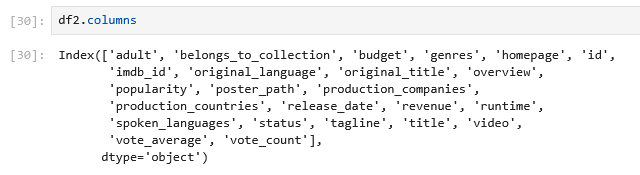 [30]: df2.columns
[30]: Index(['adult', 'belongs_to_collection', 'budget', 'genres', 'homepage', 'id',
'imdb_id', 'original_language', 'original_title', 'overview',
'popularity', 'poster_path', 'production_companies',
'production_countries', 'release_date', 'revenue', 'runtime',
'spoken_languages', 'status', 'tagline', 'title', 'video',
'vote_average', 'vote_count'],
dtype='object')